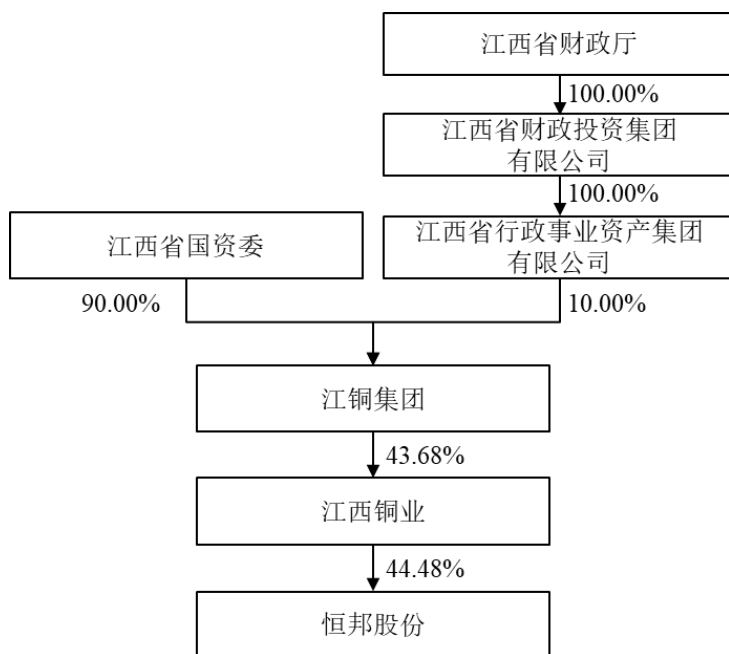 江西省财政厅
100.00%
江西省财政投资集团
有限公司
100.00%
江西省国资委
江西省行政事业资产集团
有限公司
90.00%
10.00%
江铜集团
43.68%
江西铜业
44.48%
恒邦股份